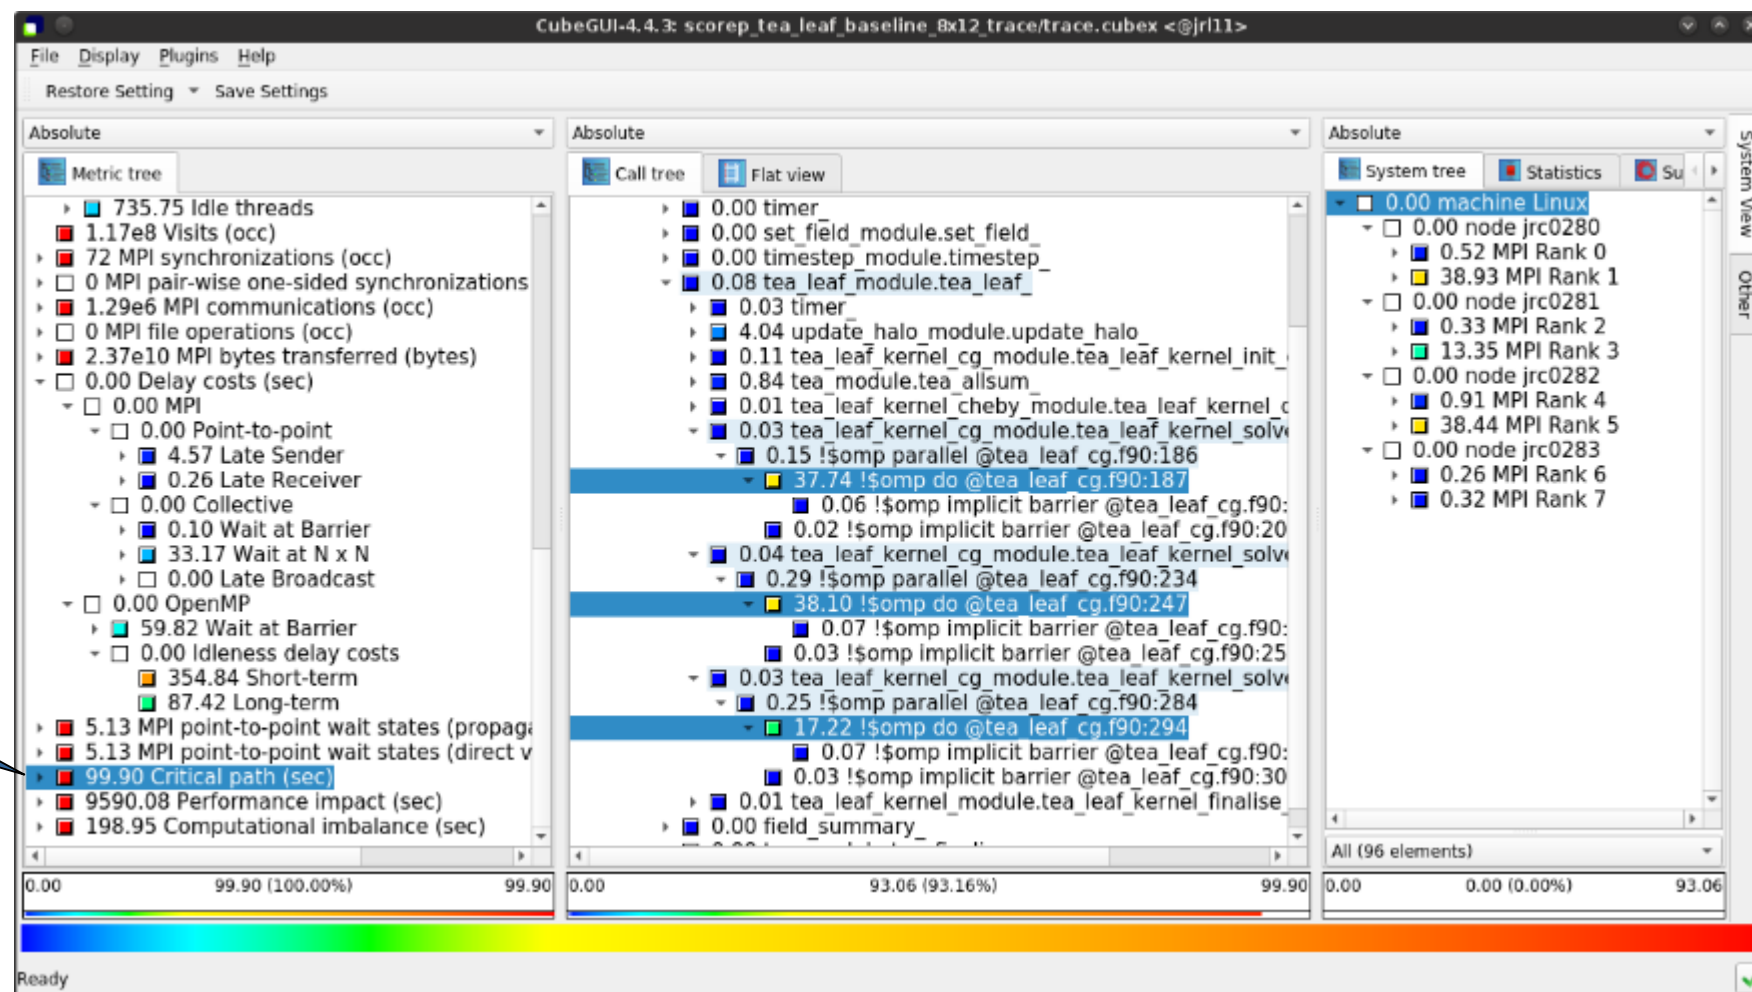 CubeGUI-4.4.3: scorep_tea_leaf_baseline_8x12_trace/trace.cubex <@jrl11>
File Display Plugins Help
Restore Setting Save Settings
Absolute
Metric tree
735.75 Idle threads
1.17e8 Visits (occ)
72 MPI synchronizations (occ)
0 MPI pair-wise one-sided synchronizations
1.29e6 MPI communications (occ)
0 MPI file operations (occ)
2.37e10 MPI bytes transferred (bytes)
0.00 Delay costs (sec)
0.00 MPI
0.00 Point-to-point
4.57 Late Sender
0.26 Late Receiver
0.00 Collective
0.10 Wait at Barrier
33.17 Wait at N x N
0.00 Late Broadcast
0.00 OpenMP
59.82 Wait at Barrier
0.00 Idleness delay costs
354.84 Short-term
87.42 Long-term
5.13 MPI point-to-point wait states (propag
5.13 MPI point-to-point wait states (direct v
99.90 Critical path (sec)
9590.08 Performance impact (sec)
198.95 Computational imbalance (sec)
0.00 99.90 (100.00%) 99.90
Absolute
Call tree Flat view
0.00 timer_
0.00 set_field_module.set_field_
0.00 timestep_module.timestep_
0.08 tea_leaf_module.tea_leaf_
0.03 timer_
4.04 update_halo_module.update_halo_
0.11 tea_leaf_kernel_cg_module.tea_leaf_kernel_init_
0.84 tea_module.tea_allsum_
0.01 tea_leaf_kernel_cheby_module.tea_leaf_kernel_c
0.03 tea_leaf_kernel_cg_module.tea_leaf_kernel_solv
0.15 !$omp parallel @tea_leaf_cg.f90:186
37.74 !$omp do @tea_leaf_cg.f90:187
0.06 !$omp implicit barrier @tea_leaf_cg.f90:
0.02 !$omp implicit barrier @tea_leaf_cg.f90:20
0.04 tea_leaf_kernel_cg_module.tea_leaf_kernel_solv
0.29 !$omp parallel @tea_leaf_cg.f90:234
38.10 !$omp do @tea_leaf_cg.f90:247
0.07 !$omp implicit barrier @tea_leaf_cg.f90:
0.03 !$omp implicit barrier @tea_leaf_cg.f90:25
0.03 tea_leaf_kernel_cg_module.tea_leaf_kernel_solv
0.25 !$omp parallel @tea_leaf_cg.f90:284
17.22 !$omp do @tea_leaf_cg.f90:294
0.07 !$omp implicit barrier @tea_leaf_cg.f90:
0.03 !$omp implicit barrier @tea_leaf_cg.f90:30
0.01 tea_leaf_kernel_module.tea_leaf_kernel_finalise_
0.00 field_summary_
0.00 93.06 (93.16%) 99.90
Absolute
System tree Statistics Su
0.00 machine Linux
0.00 node jrc0280
0.52 MPI Rank 0
38.93 MPI Rank 1
0.00 node jrc0281
0.33 MPI Rank 2
13.35 MPI Rank 3
0.00 node jrc0282
0.91 MPI Rank 4
38.44 MPI Rank 5
0.00 node jrc0283
0.26 MPI Rank 6
0.32 MPI Rank 7
All (96 elements)
0.00 0.00 (0.00%) 93.06
System View
Other
Ready